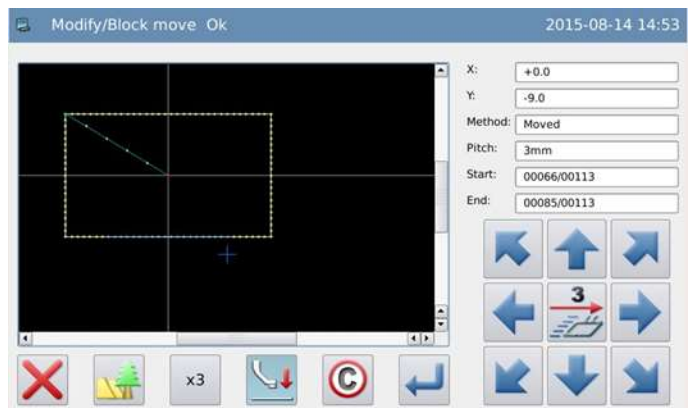 Modify/Block move Ok 2015-08-14 14:53
X: +0.0
Y: -9.0
Method: Moved
Pitch: 3mm
Start: 00066/00113
End: 00085/00113
3
x3
C